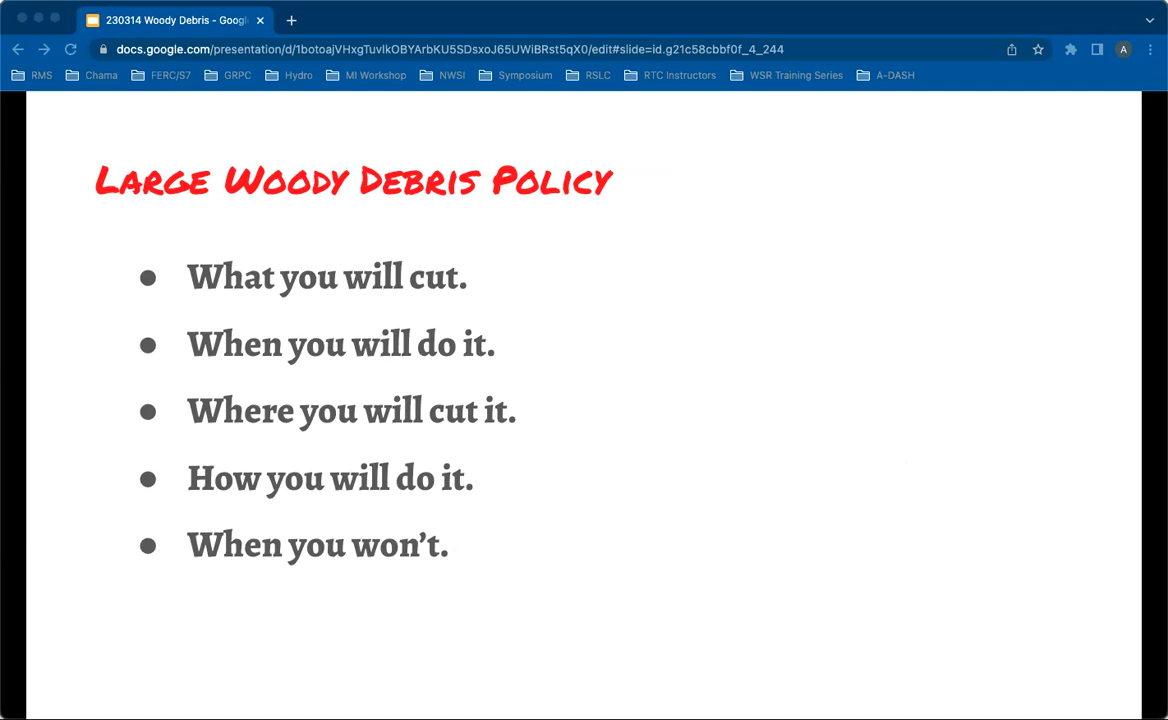 230314 Woody Debris - Googl
docs.google.com/presentation/d/1botoajVHxgTuvlkOBYArbKU5SDsxoJ65UWiBRst5qX0/edit#slide=id.g21c58cbbf0f_4_244
A
RMS Chama FERC/S7 GRPC Hydro MI Workshop NWSI Symposium RSLC RTC Instructors WSR Training Series A-DASH
Large Woody Debris Policy
● What you will cut.
● When you will do it.
● Where you will cut it.
● How you will do it.
● When you won’t.